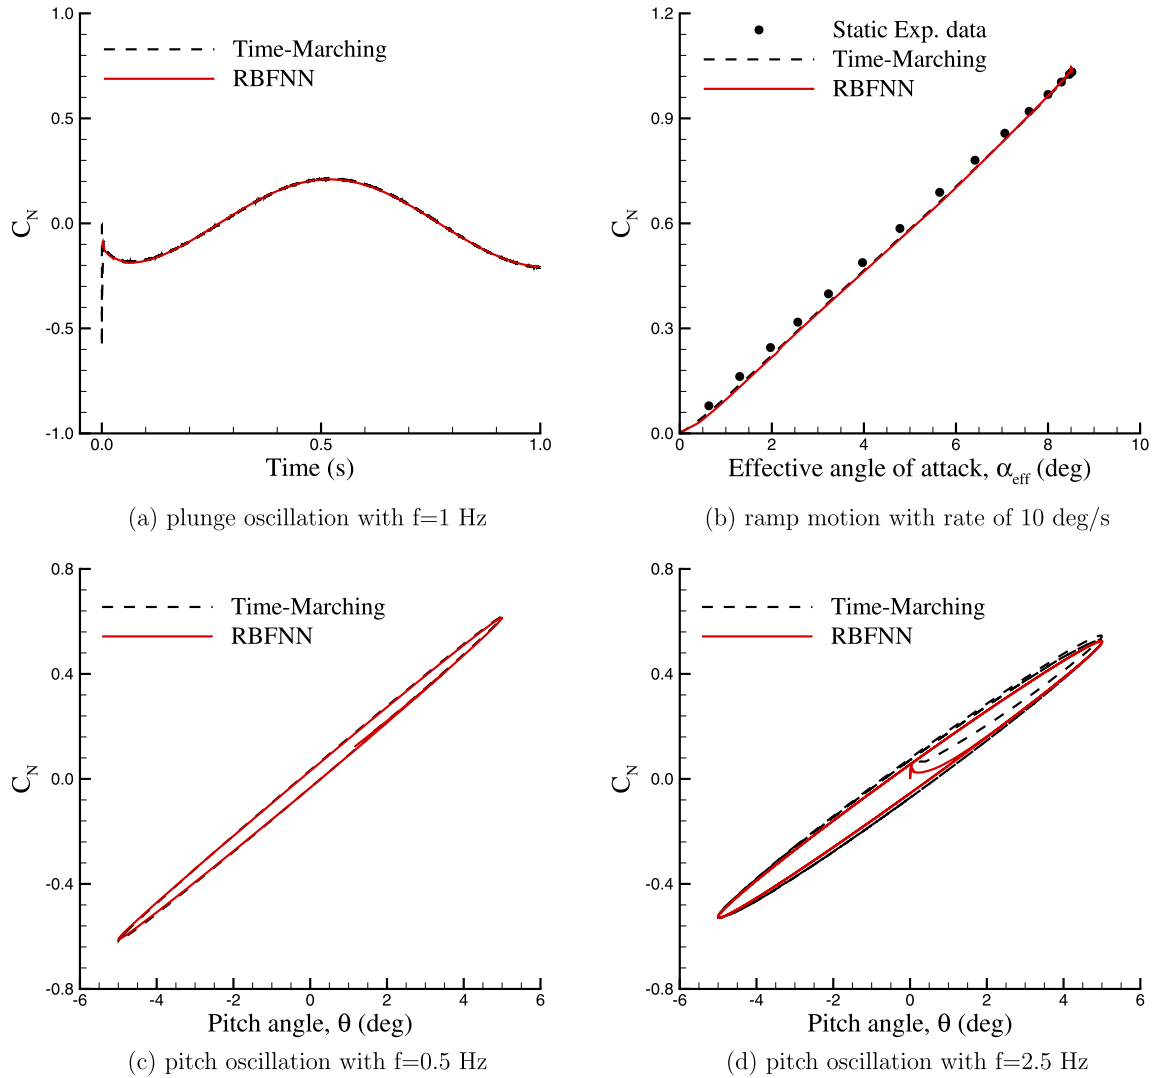 1.0
0.5
0.0
-0.5
-1.0
C_N
Time-Marching
RBFNN
0.0
0.5
1.0
Time (s)
(a) plunge oscillation with f=1 Hz
1.2
0.9
0.6
0.3
0.0
C_N
Static Exp. data
Time-Marching
RBFNN
0
2
4
6
8
10
Effective angle of attack, α_eff (deg)
(b) ramp motion with rate of 10 deg/s
0.8
0.4
0.0
-0.4
-0.8
C_N
Time-Marching
RBFNN
-6
-4
-2
0
2
4
6
Pitch angle, θ (deg)
(c) pitch oscillation with f=0.5 Hz
0.8
0.4
0.0
-0.4
-0.8
C_N
Time-Marching
RBFNN
-6
-4
-2
0
2
4
6
Pitch angle, θ (deg)
(d) pitch oscillation with f=2.5 Hz